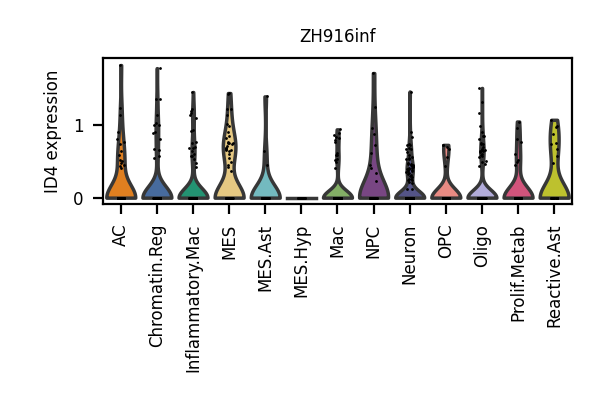 ZH916inf
ID4 expression
1
0
AC
Chromatin.Reg
Inflammatory.Mac
MES
MES.Ast
MES.Hyp
Mac
NPC
Neuron
OPC
Oligo
Prolif.Metab
Reactive.Ast